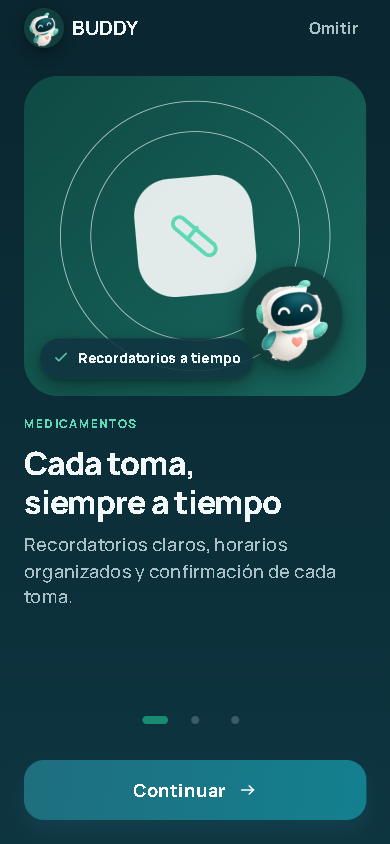 BUDDY
Omitir
Recordatorios a tiempo
MEDICAMENTOS
Cada toma,
siempre a tiempo
Recordatorios claros, horarios
organizados y confirmación de cada
toma.
Continuar